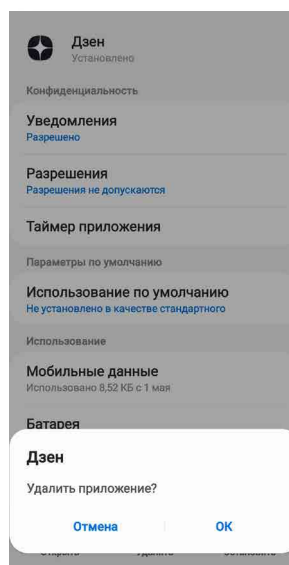 Дзен
Установлено
Конфиденциальность
Уведомления
Разрешено
Разрешения
Разрешения не допускаются
Таймер приложения
Параметры по умолчанию
Использование по умолчанию
Не установлено в качестве стандартного
Использование
Мобильные данные
Использовано 8,52 КБ с 1 мая
Батарея
Дзен
Удалить приложение?
Отмена
ОК